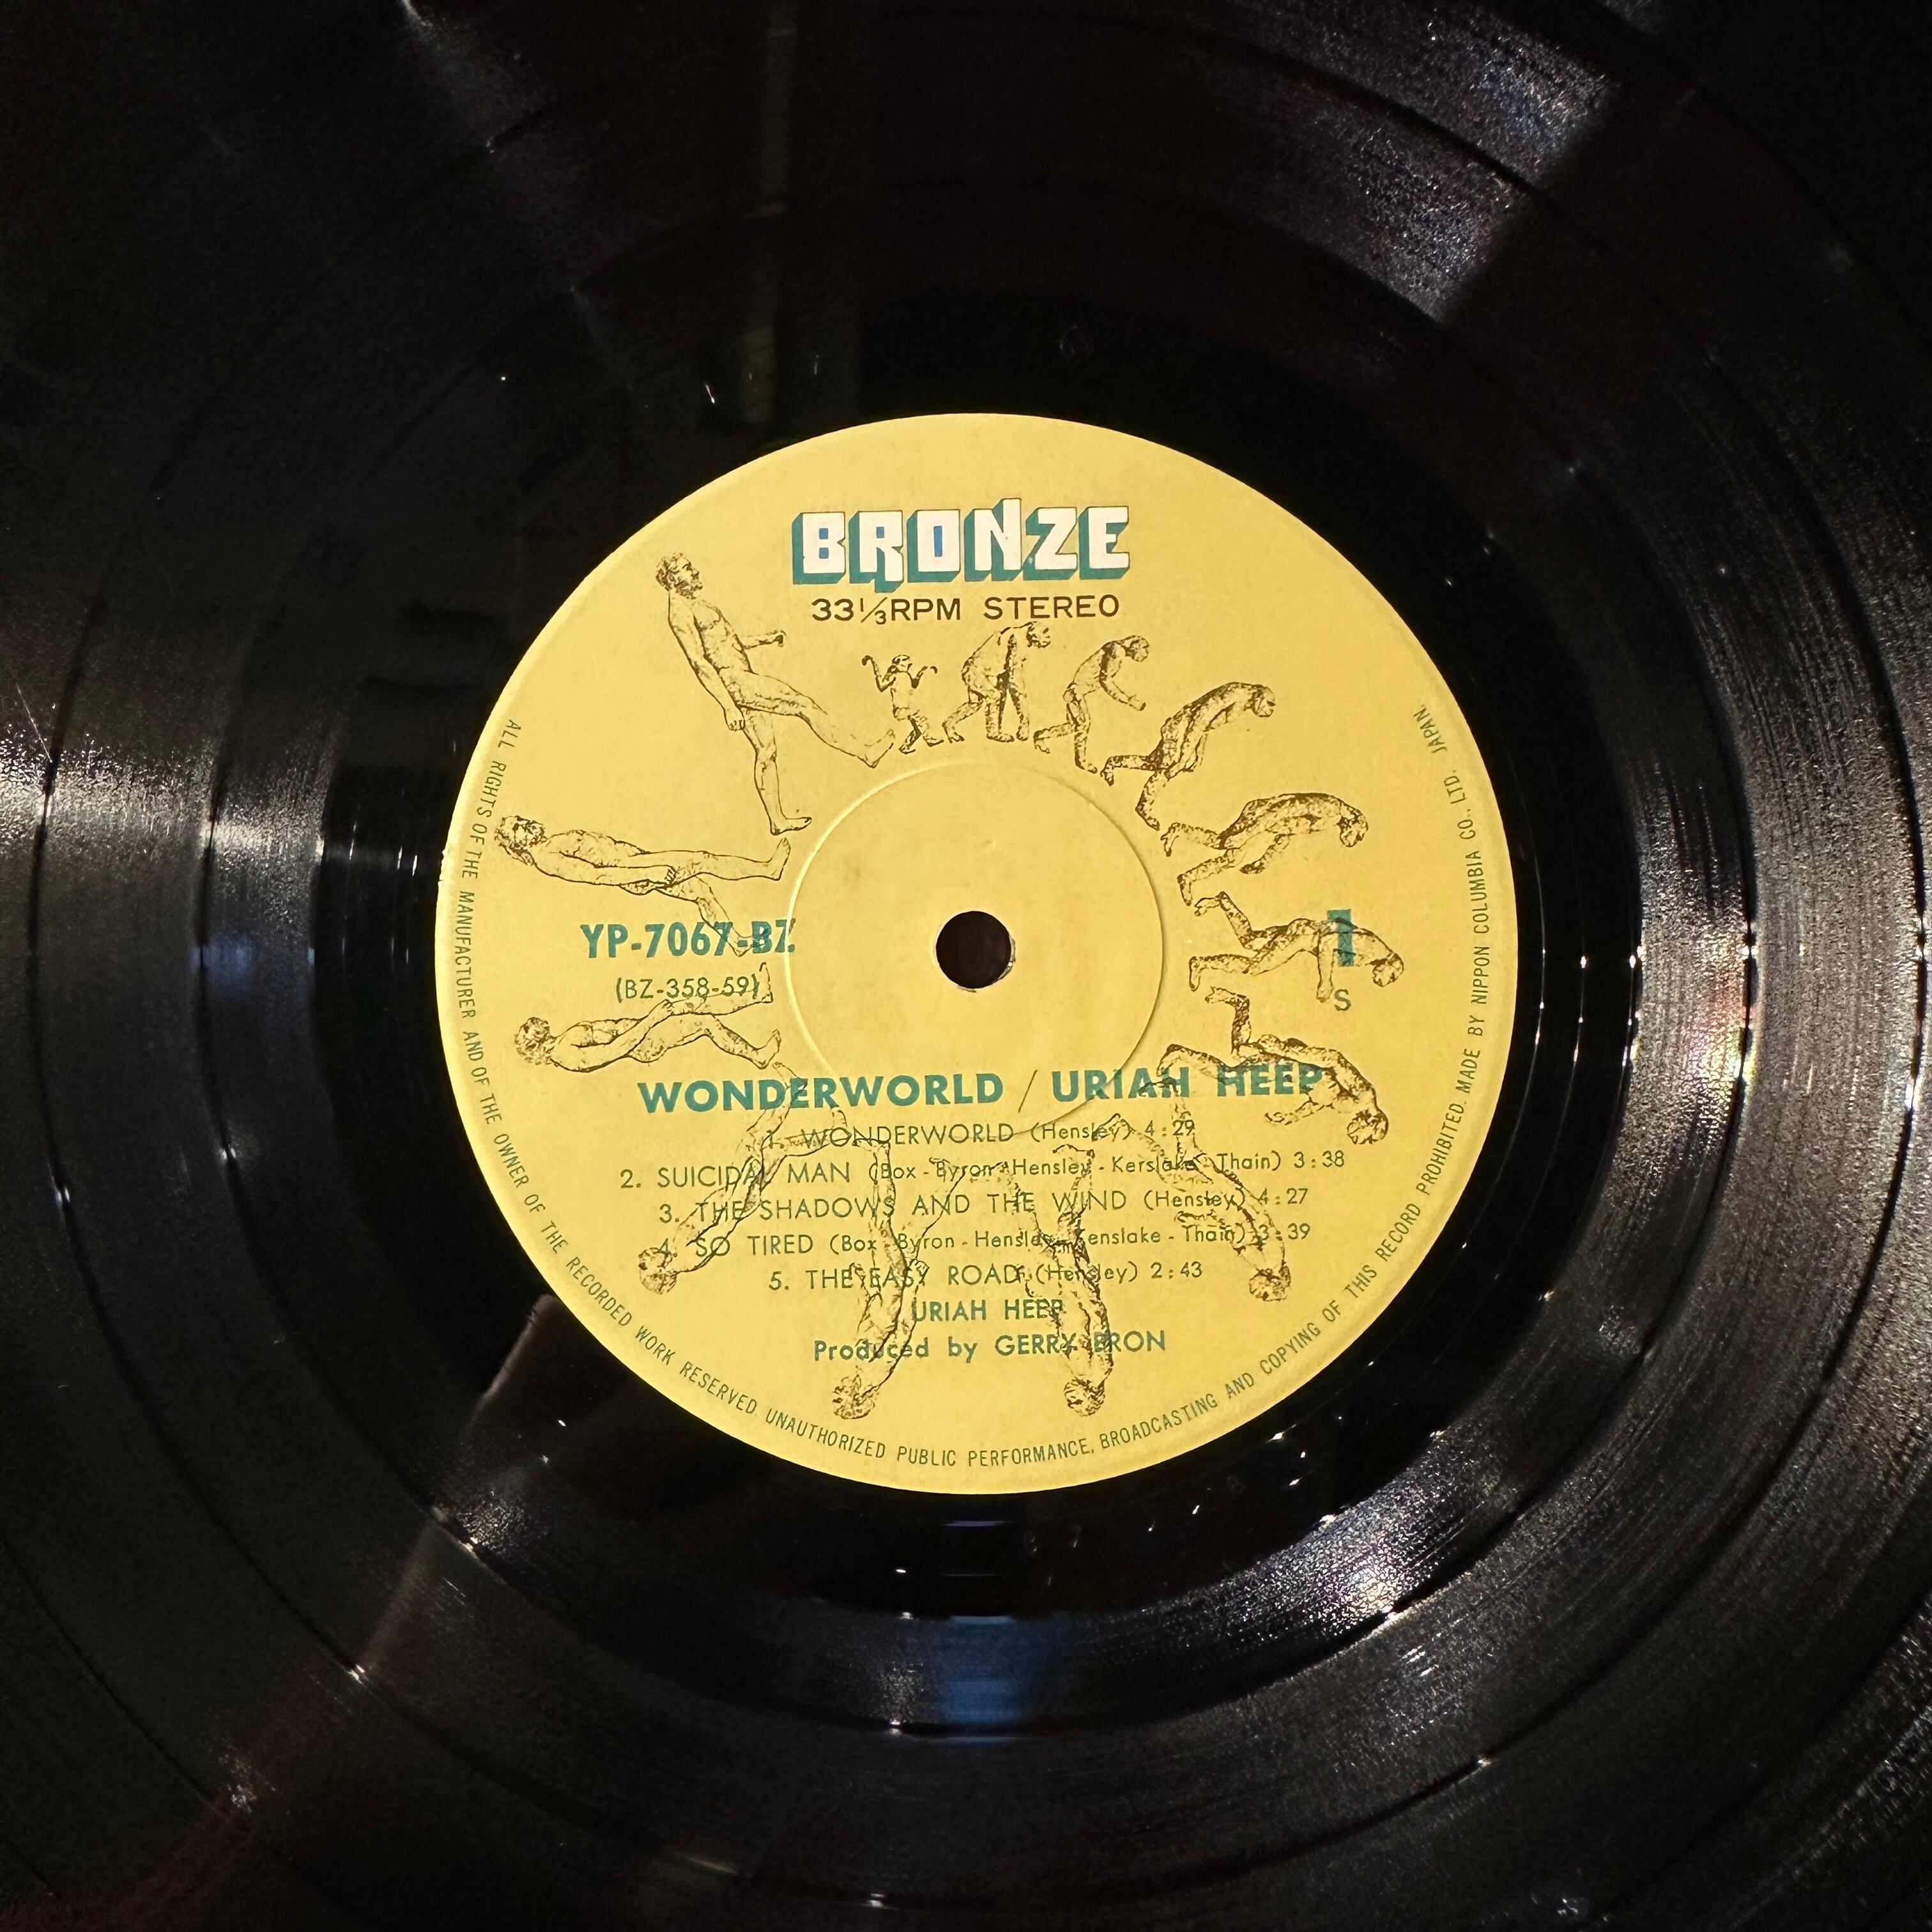 BRONZE
33⅓RPM STEREO
YP-7067-BZ
(BZ-358-59)
1
S
WONDERWORLD / URIAH HEEP
1. WONDERWORLD (Hensley) 4:29
2. SUICIDAL MAN (Box-Byron-Hensley-Kerslake-Thain) 3:38
3. THE SHADOWS AND THE WIND (Hensley) 4:27
4. SO TIRED (Box-Byron-Hensley-Kenslake-Thain) 3:39
5. THE EASY ROAD (Hensley) 2:43
URIAH HEEP
Produced by GERRY BRON
ALL RIGHTS OF THE MANUFACTURER AND OF THE OWNER OF THE RECORDED WORK RESERVED UNAUTHORIZED PUBLIC PERFORMANCE, BROADCASTING AND COPYING OF THIS RECORD PROHIBITED. MADE BY NIPPON COLUMBIA CO., LTD. JAPAN.